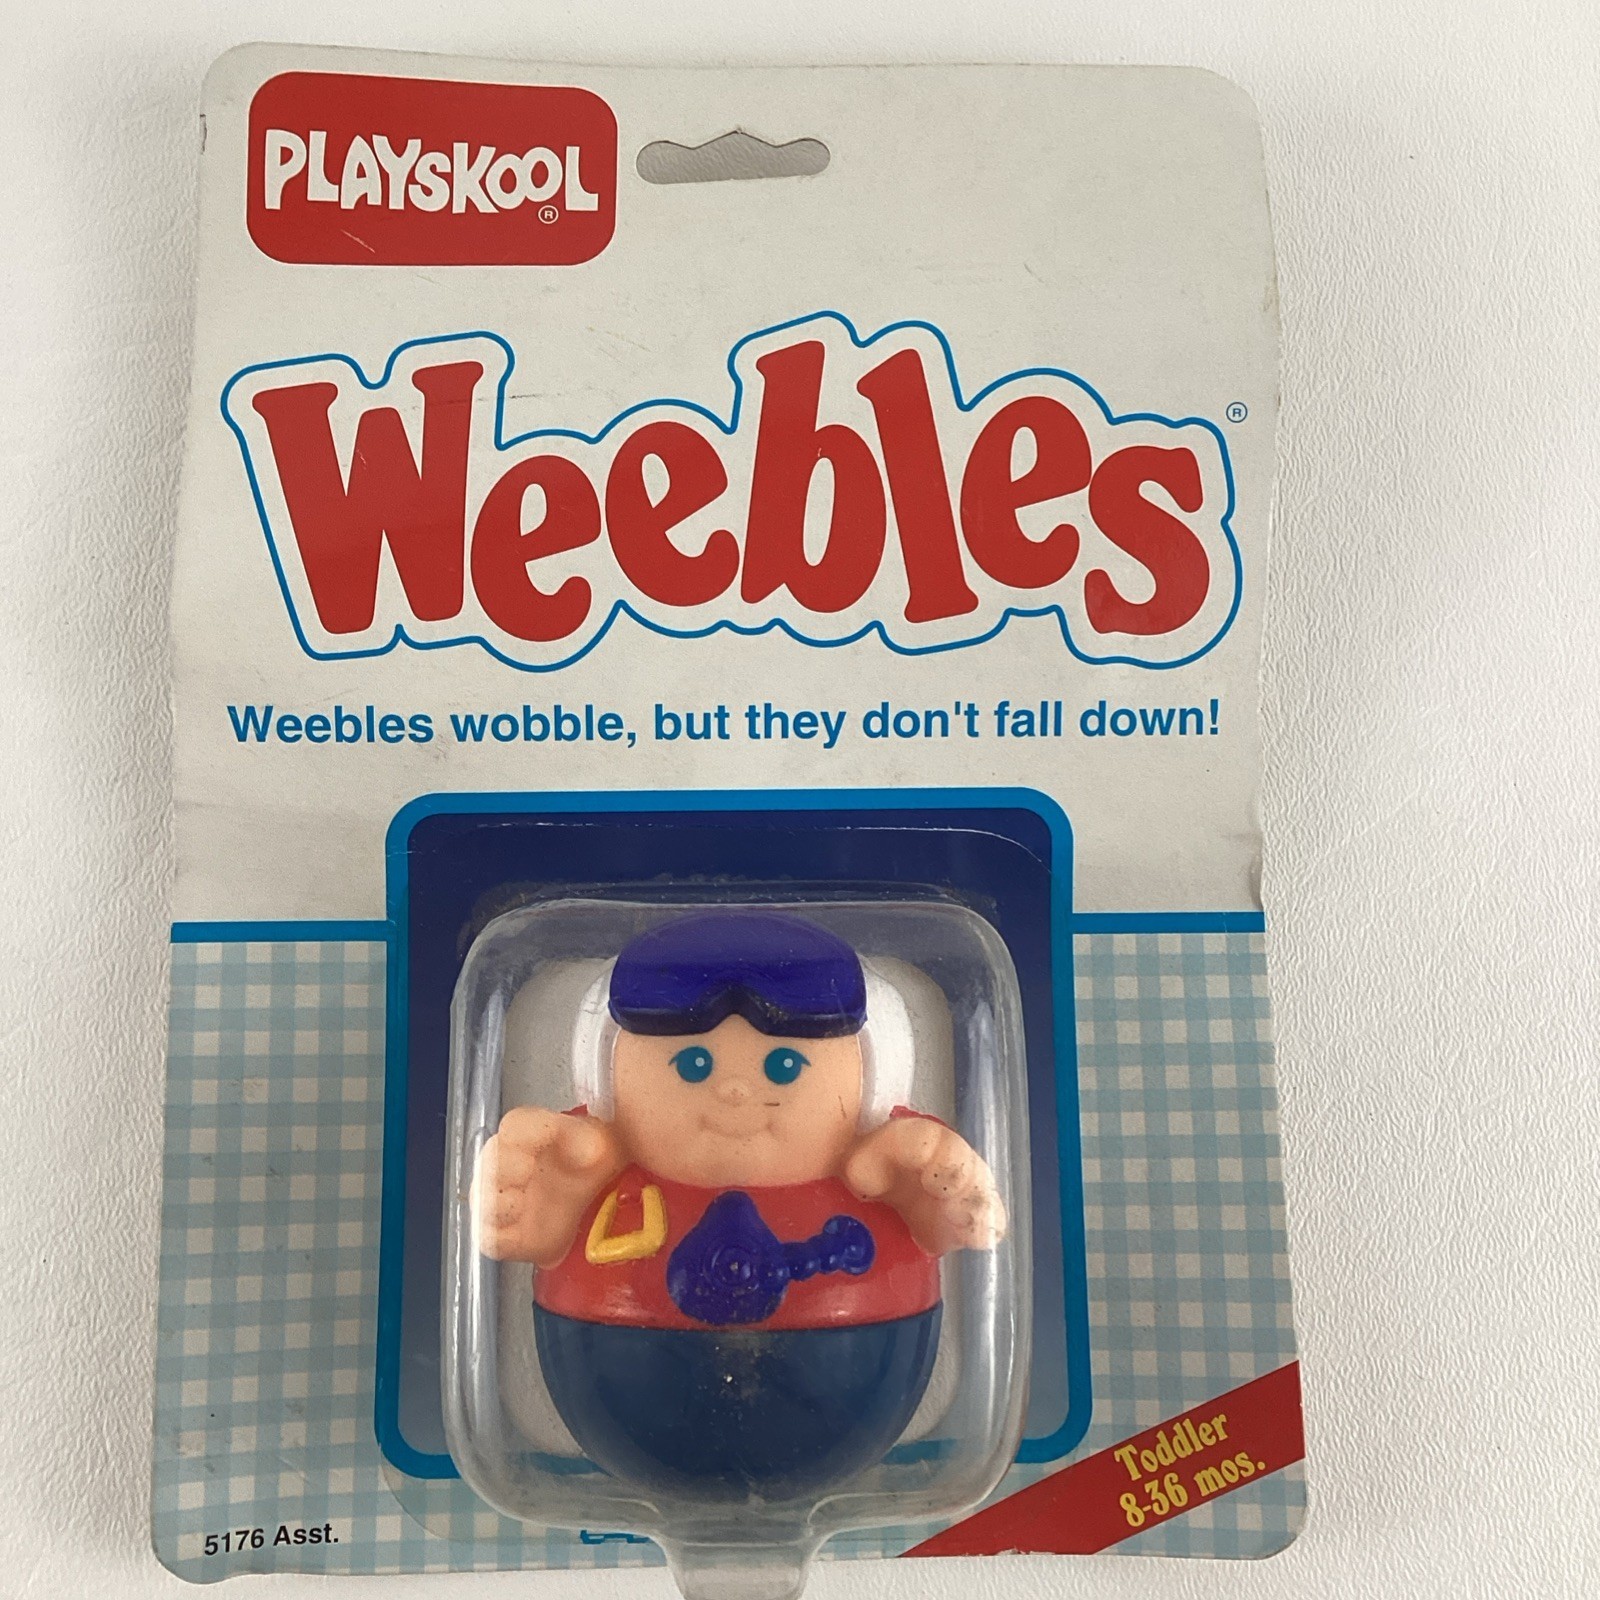 PLAYSKOOL®
Weebles®
Weebles wobble, but they don't fall down!
Toddler
8-36 mos.
5176 Asst.